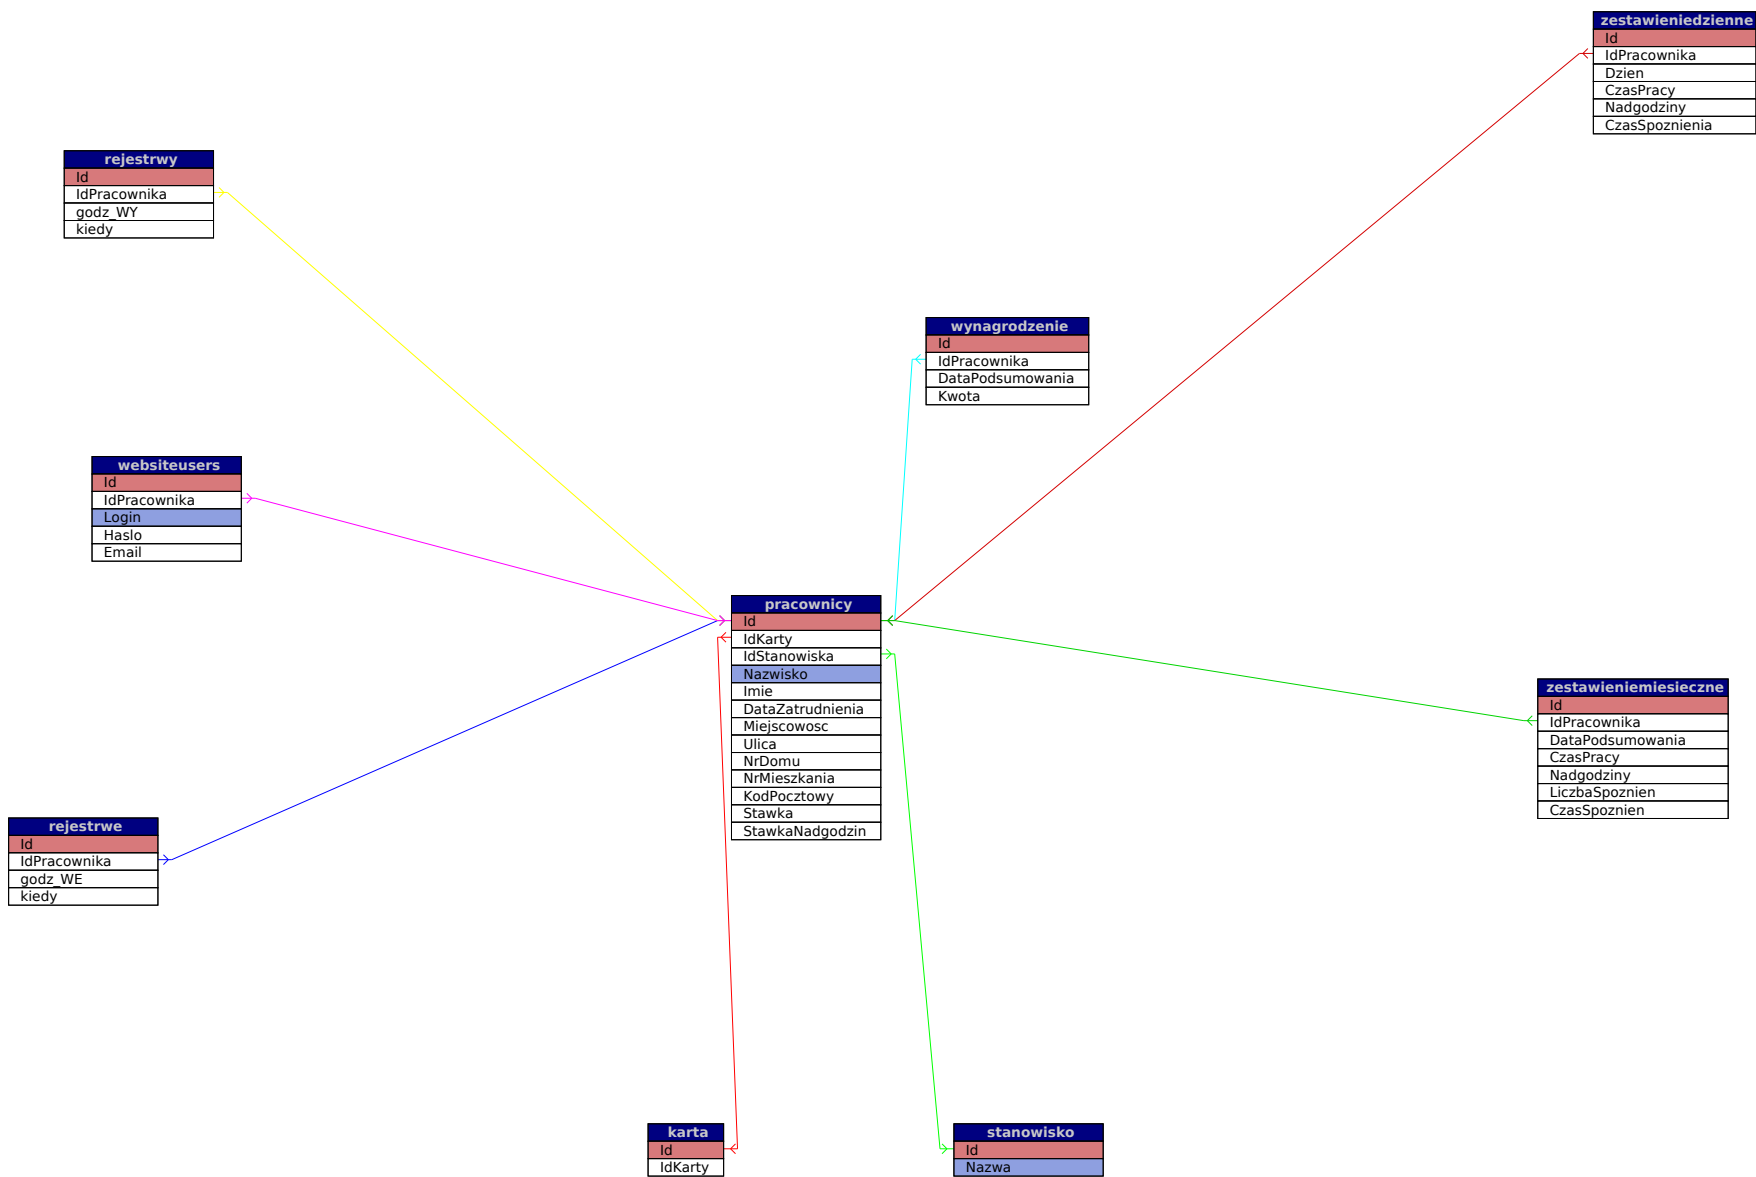 zestawieniedzienne
Id
IdPracownika
Dzien
CzasPracy
Nadgodziny
CzasSpoznienia
rejestrwy
Id
IdPracownika
godz_WY
kiedy
wynagrodzenie
Id
IdPracownika
DataPodsumowania
Kwota
websiteusers
Id
IdPracownika
Login
Haslo
Email
pracownicy
Id
IdKarty
IdStanowiska
Nazwisko
Imie
DataZatrudnienia
Miejscowosc
Ulica
NrDomu
NrMieszkania
KodPocztowy
Stawka
StawkaNadgodzin
zestawieniemiesieczne
Id
IdPracownika
DataPodsumowania
CzasPracy
Nadgodziny
LiczbaSpoznien
CzasSpoznien
rejestrwe
Id
IdPracownika
godz_WE
kiedy
karta
Id
IdKarty
stanowisko
Id
Nazwa